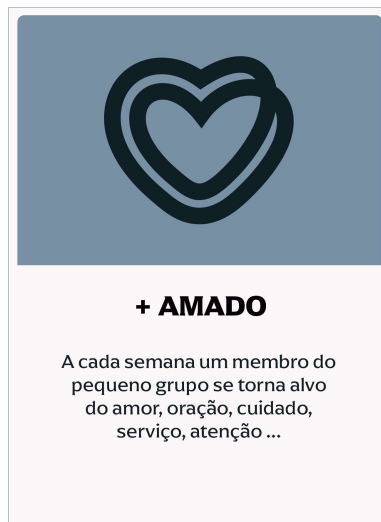 + AMADO
A cada semana um membro do
pequeno grupo se torna alvo
do amor, oração, cuidado,
serviço, atenção ...